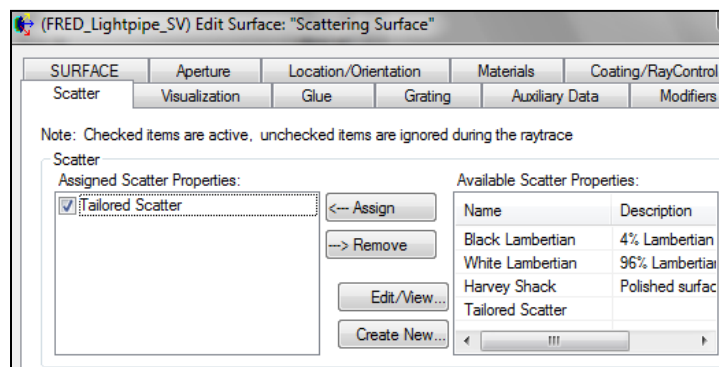 (FRED_Lightpipe_SV) Edit Surface: "Scattering Surface"
SURFACE Aperture Location/Orientation Materials Coating/RayControl
Scatter Visualization Glue Grating Auxiliary Data Modifiers
Note: Checked items are active, unchecked items are ignored during the raytrace
Scatter
Assigned Scatter Properties: Available Scatter Properties:
Tailored Scatter <--- Assign Name Description
---> Remove Black Lambertian 4% Lambertian
White Lambertian 96% Lambertian
Edit/View... Harvey Shack Polished surfac
Create New... Tailored Scatter